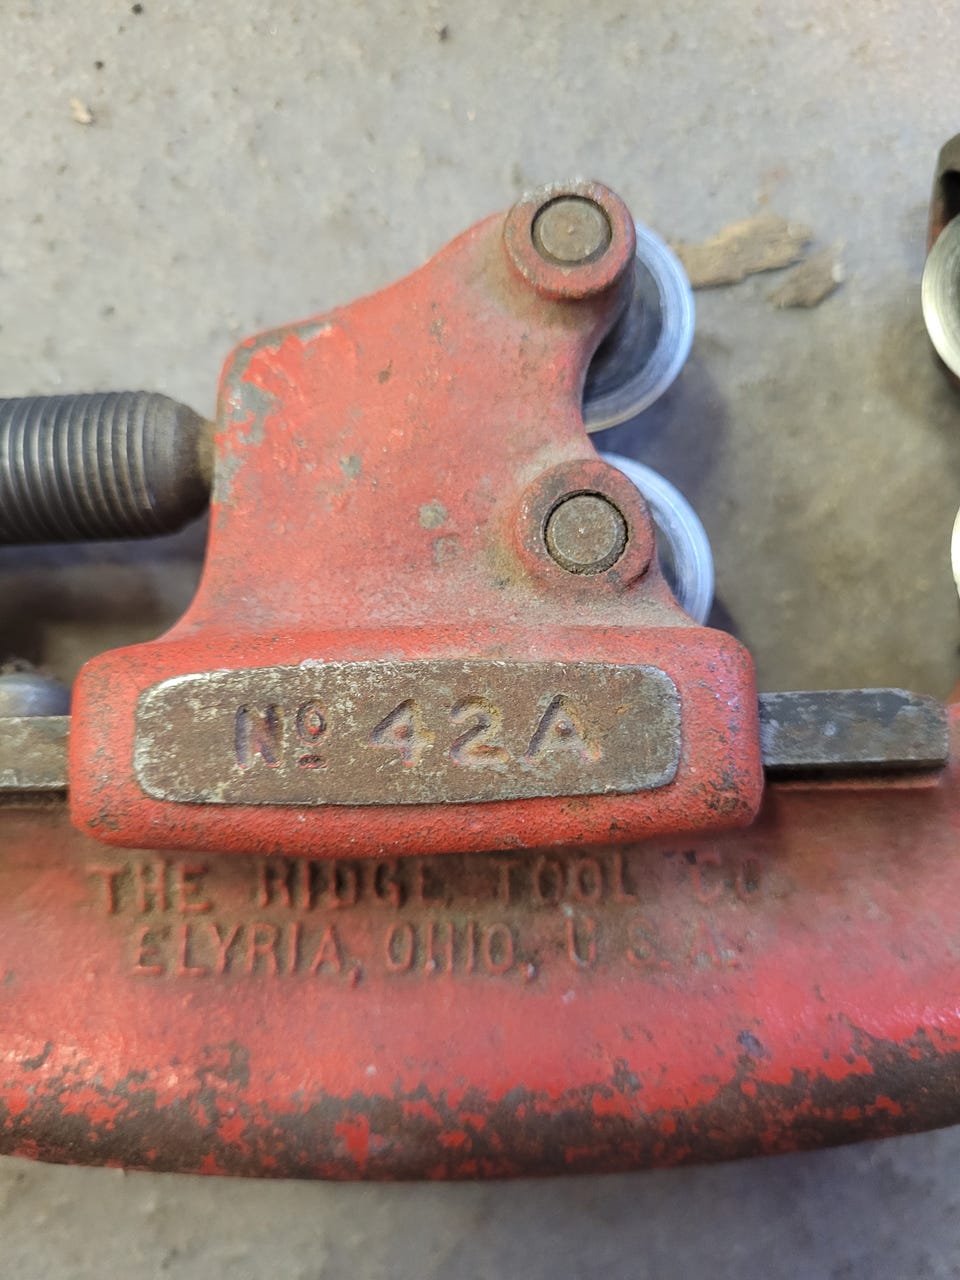 Nº 42A
THE RIDGE TOOL CO.
ELYRIA, OHIO, U.S.A.